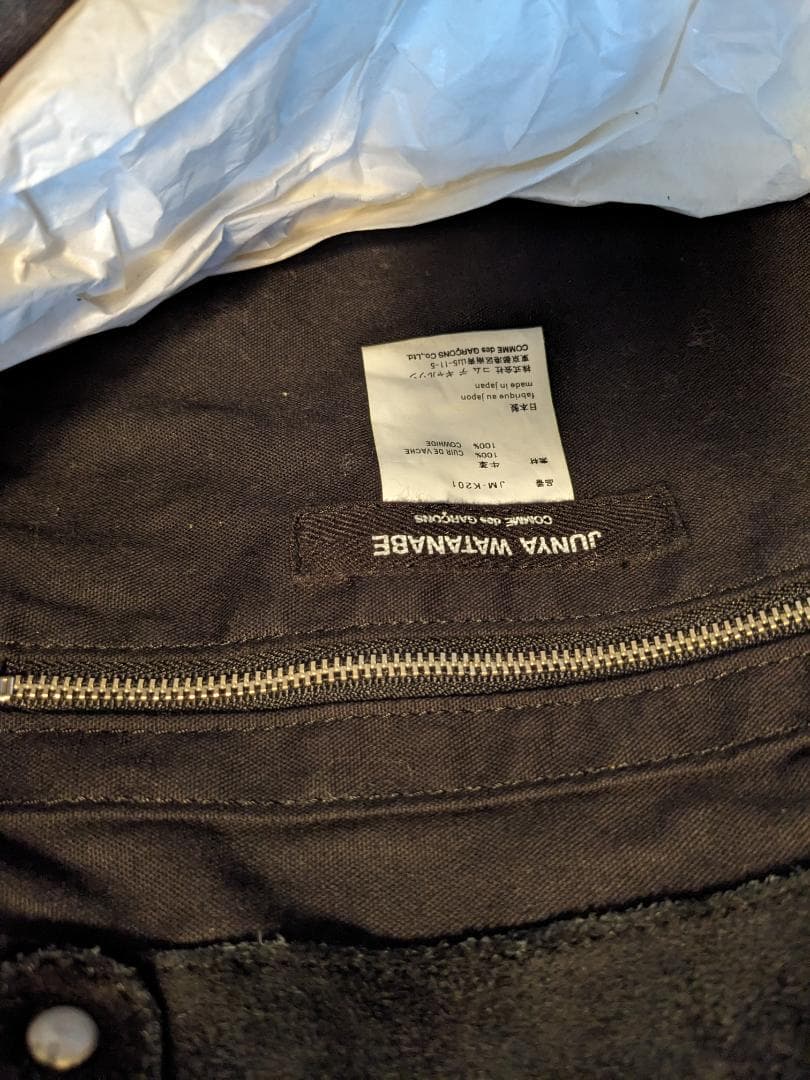 JUNYA WATANABE
COMME des GARÇONS
品番 JM-K201
素材 牛革 100% CUIR DE VACHE
100% COWHIDE
日本製
fabriqué au japon
made in japan
株式会社 コム デ ギャルソン
東京都港区南青山5-11-5
COMME des GARÇONS Co.,Ltd.